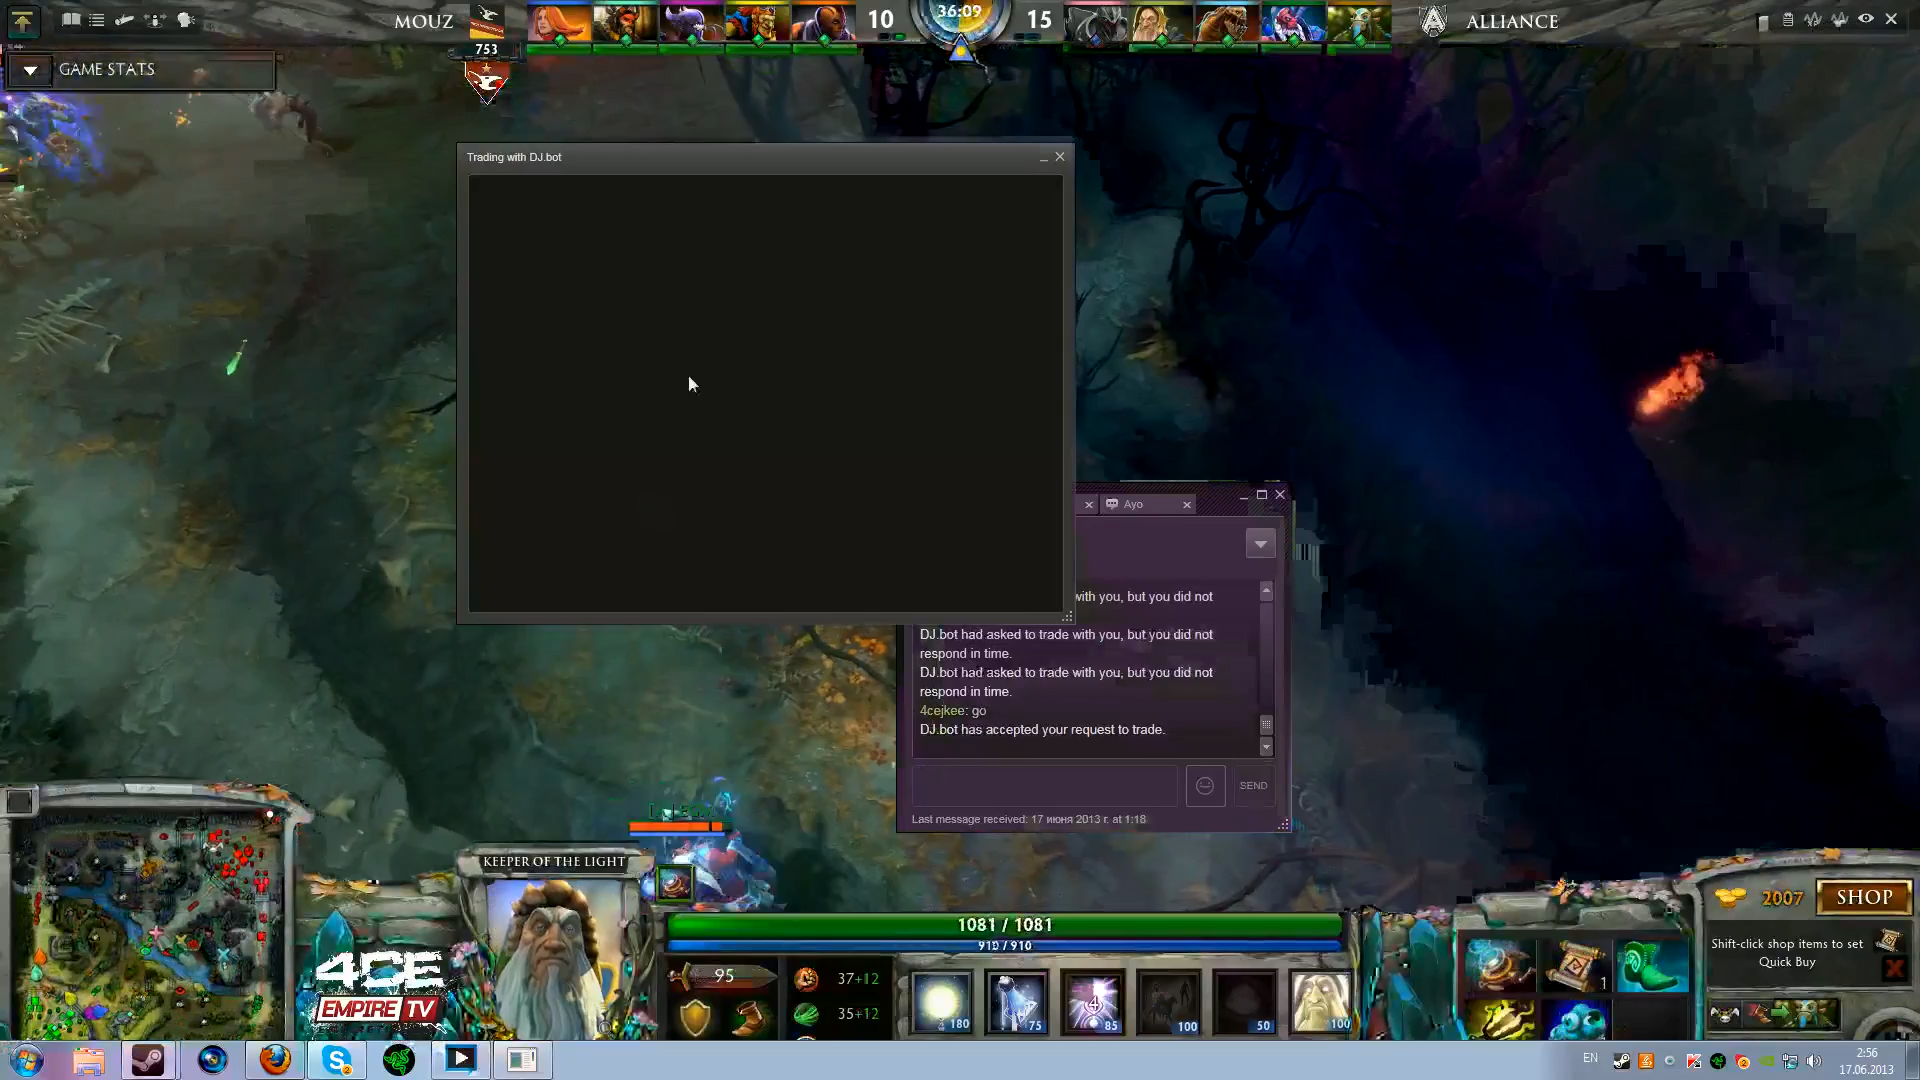 MOUZ
10
36:09
15
ALLIANCE
753
GAME STATS
Trading with DJ.bot
Ayo
with you, but you did not
DJ.bot had asked to trade with you, but you did not
respond in time.
DJ.bot had asked to trade with you, but you did not
respond in time.
4cejkee: go
DJ.bot has accepted your request to trade.
SEND
Last message received: 17 июня 2013 г. at 1:18
KEEPER OF THE LIGHT
1081 / 1081
910 / 910
95
37+12
35+12
180
75
4
85
100
50
100
1
2007
SHOP
Shift-click shop items to set
Quick Buy
4CE
EMPIRE TV
EN
2:56
17.06.2013